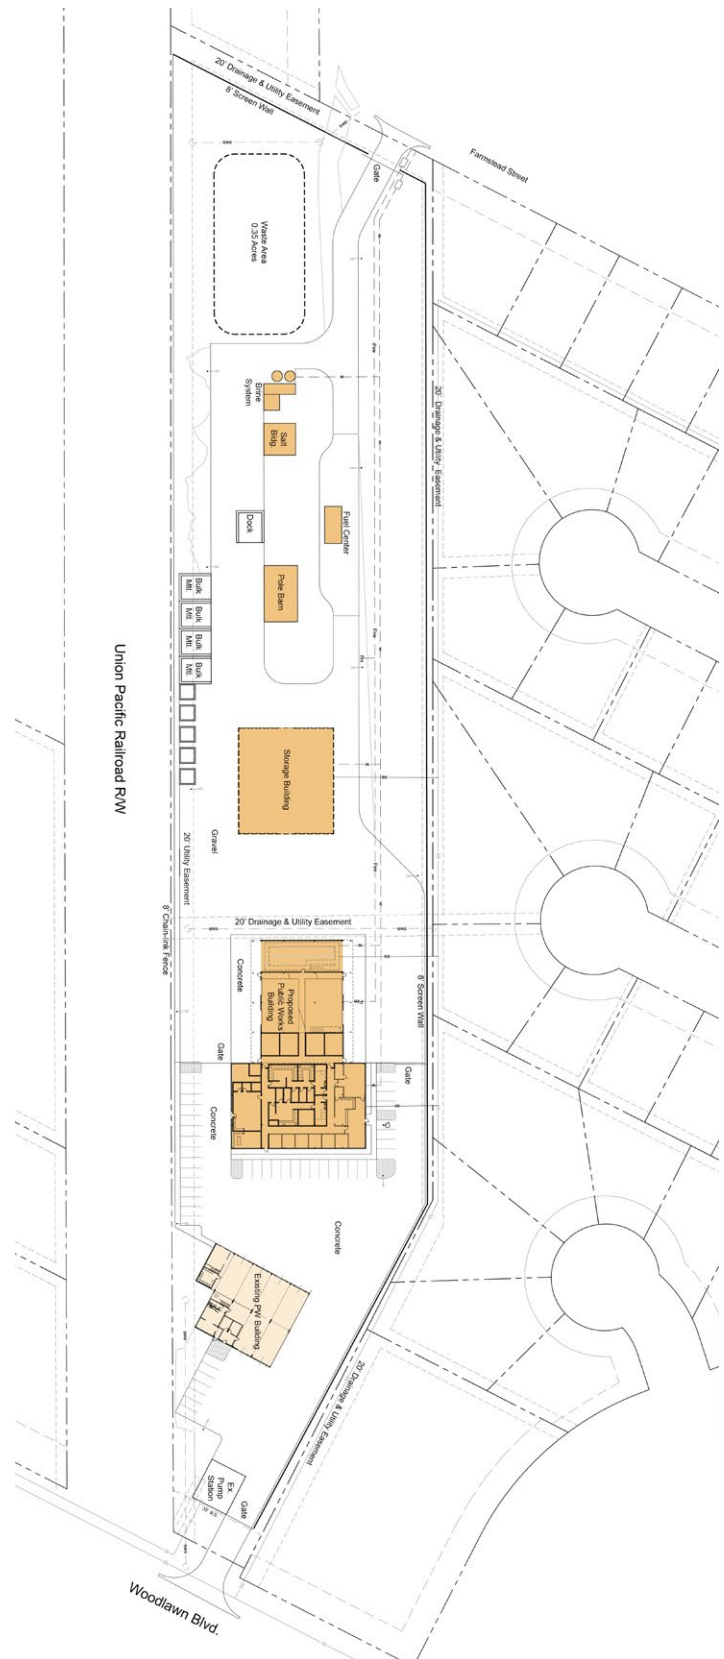 20' Drainage & Utility Easement
8' Screen Wall
Farmstead Street
Gate
Waste Area
0.35 Acres
20' Drainage & Utility Easement
Brine
System
Salt
Bldg.
Fuel Center
Dock
Pole Barn
Bulk
Mtl.
Bulk
Mtl.
Bulk
Mtl.
Bulk
Mtl.
Union Pacific Railroad R/W
Storage Building
Gravel
20' Utility Easement
8' Chain-link Fence
20' Drainage & Utility Easement
8' Screen Wall
Concrete
Proposed
Public Works
Building
Gate
Gate
Concrete
Concrete
Existing PW Building
20' Drainage & Utility Easement
Ex.
Pump
Station
Gate
Woodlawn Blvd.